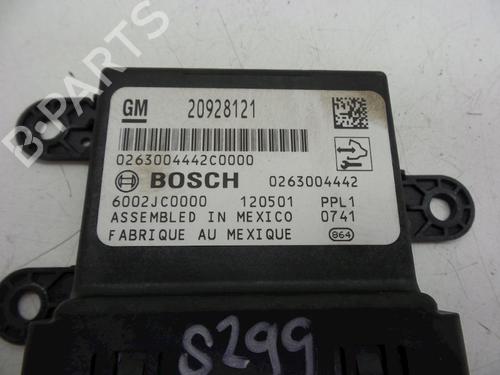 GM 20928121
0263004442C0000
BOSCH 0263004442
6002JC0000 120501 PPL1
ASSEMBLED IN MEXICO 0741
FABRIQUE AU MEXIQUE 864
S299
B-PARTS